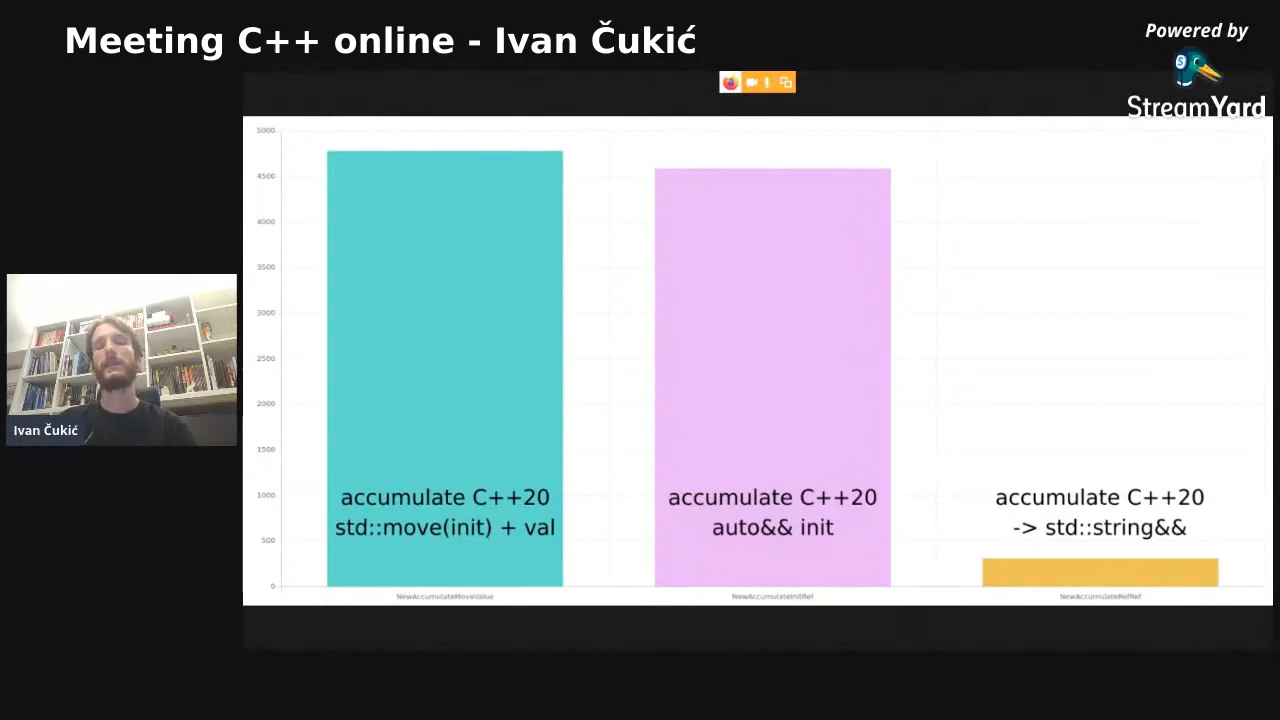 Meeting C++ online - Ivan Čukić
Powered by
StreamYard
5000
4500
4000
3500
3000
2500
2000
1500
1000
500
0
accumulate C++20
std::move(init) + val
accumulate C++20
auto&& init
accumulate C++20
-> std::string&&
NewAccumulateMoveValue
NewAccumulateInitRef
NewAccumulateRefRef
Ivan Čukić